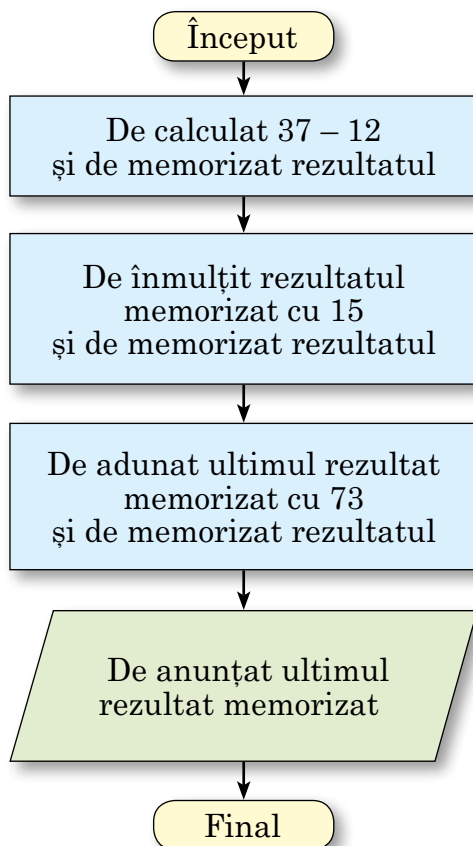 Început
De calculat 37 – 12
și de memorizat rezultatul
De înmulțit rezultatul
memorizat cu 15
și de memorizat rezultatul
De adunat ultimul rezultat
memorizat cu 73
și de memorizat rezultatul
De anunțat ultimul
rezultat memorizat
Final